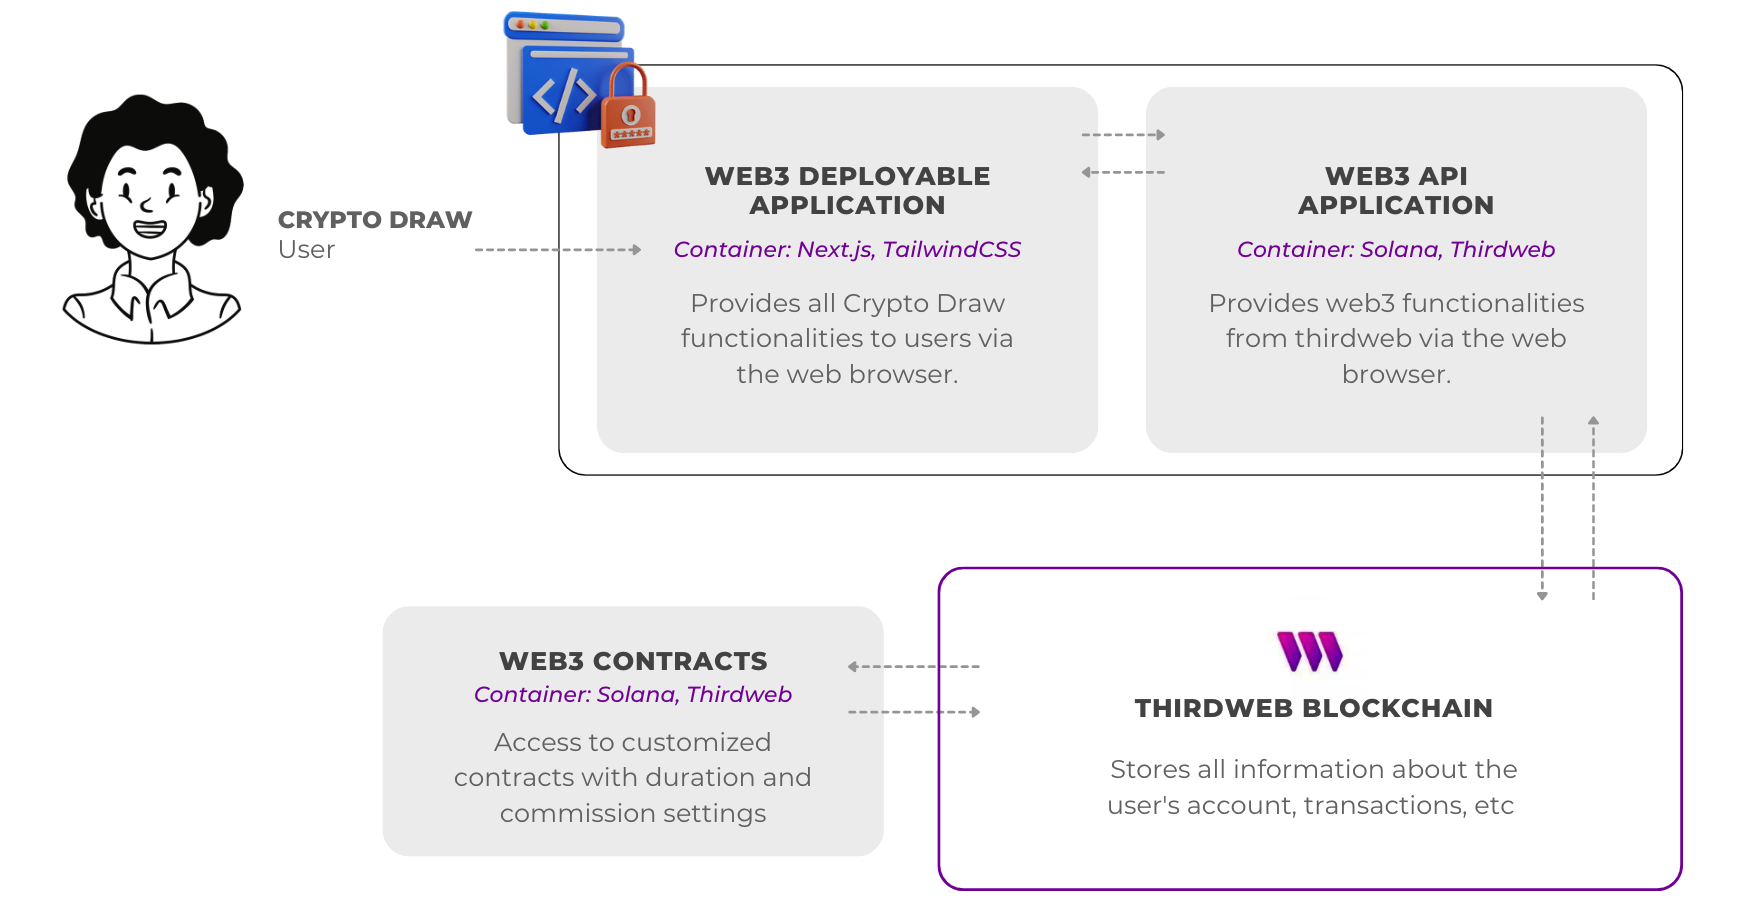 CRYPTO DRAW
User
WEB3 DEPLOYABLE
APPLICATION
Container: Next.js, TailwindCSS
Provides all Crypto Draw
functionalities to users via
the web browser.
WEB3 API
APPLICATION
Container: Solana, Thirdweb
Provides web3 functionalities
from thirdweb via the web
browser.
WEB3 CONTRACTS
Container: Solana, Thirdweb
Access to customized
contracts with duration and
commission settings
THIRDWEB BLOCKCHAIN
Stores all information about the
user's account, transactions, etc